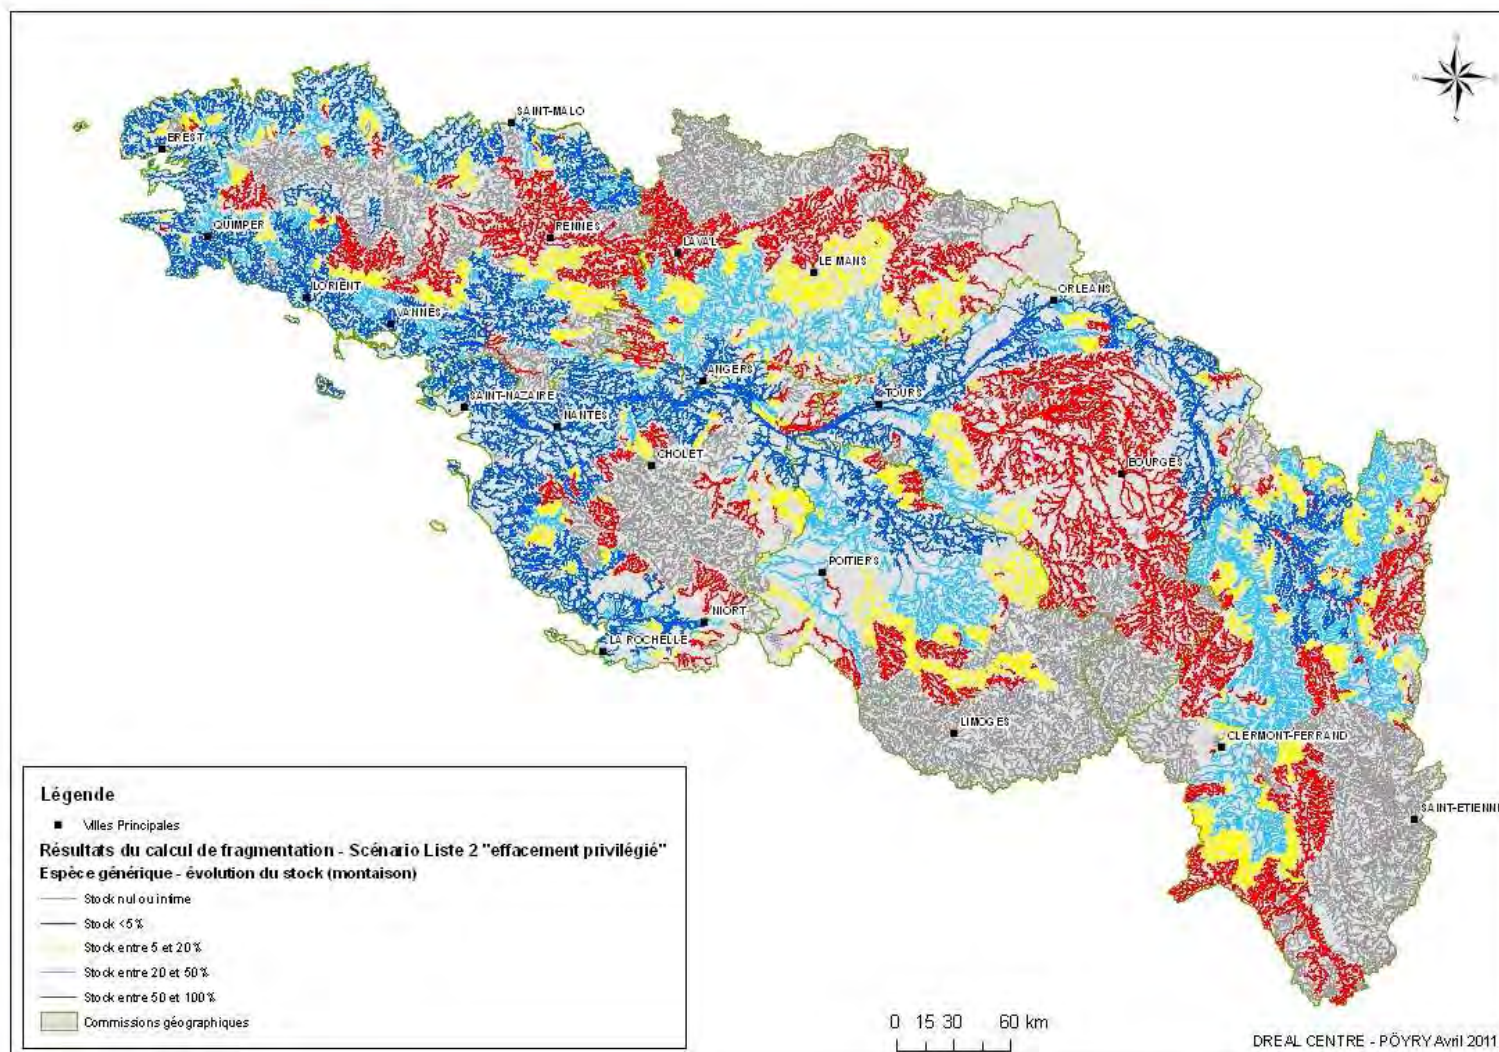 SAINT-MALO
BREST
QUIMPER
RENNES
LAVAL
LE MANS
ORLEANS
LORIENT
VANNES
ANGERS
TOURS
SAINT-NAZAIRE
NANTES
CHOLET
BOURGES
POITIERS
NIORT
LA ROCHELLE
LIMOGES
CLERMONT-FERRAND
SAINT-ETIENNE
Légende
Villes Principales
Résultats du calcul de fragmentation - Scénario Liste 2 "effacement privilégié"
Espèce générique - évolution du stock (montaison)
Stock nul ou infime
Stock <5%
Stock entre 5 et 20%
Stock entre 20 et 50%
Stock entre 50 et 100%
Commissions géographiques
0 15 30 60 km
DREAL CENTRE - PÖYRY Avril 2011